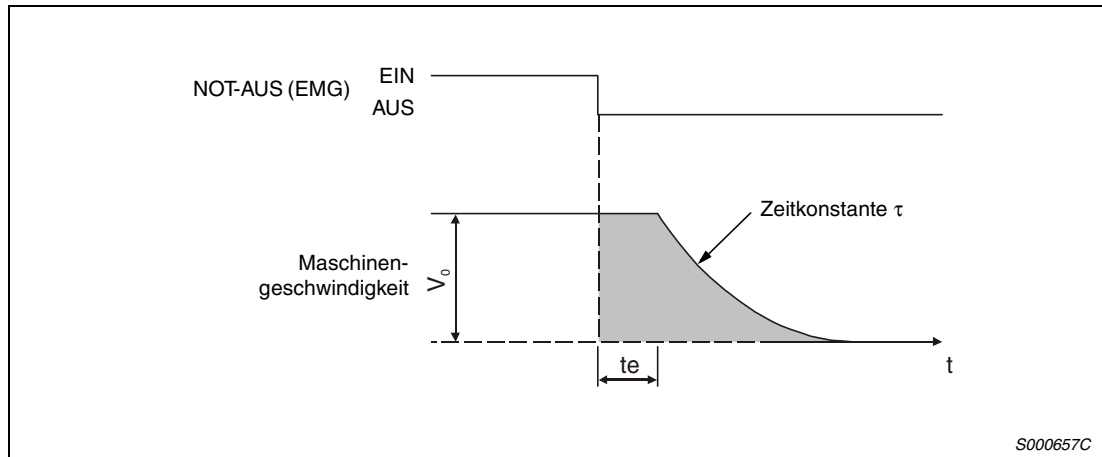 NOT-AUS (EMG)
EIN
AUS
Zeitkonstante τ
Maschinen-
geschwindigkeit
V₀
te
t
S000657C